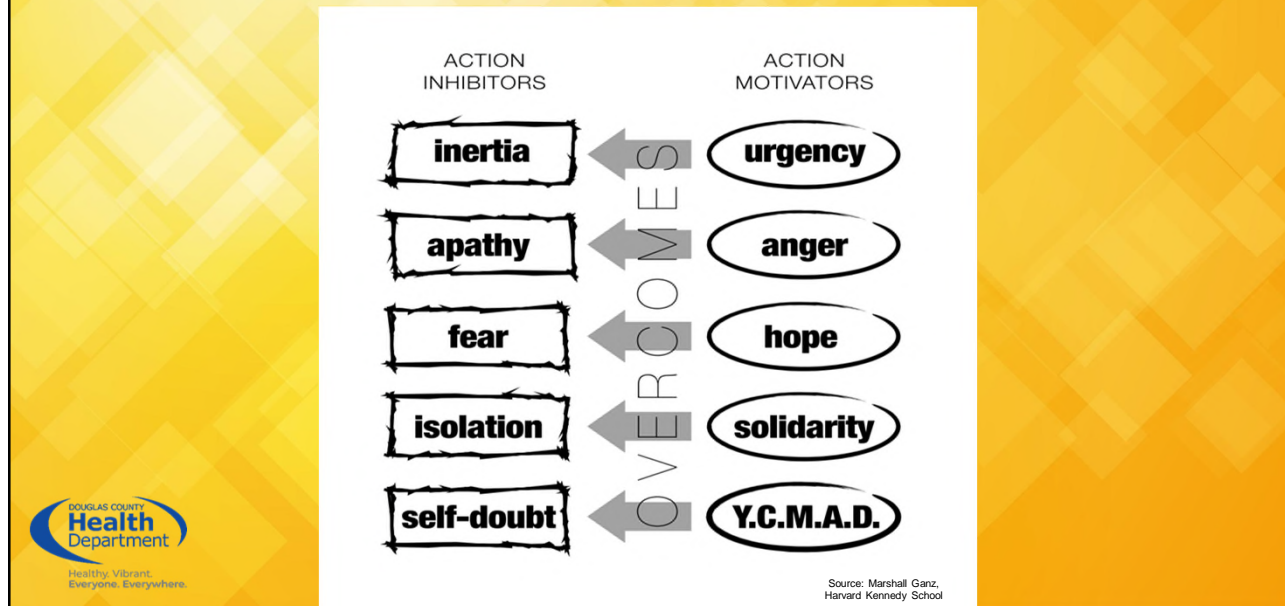 ACTION
INHIBITORS
ACTION
MOTIVATORS
inertia
urgency
apathy
anger
fear
hope
isolation
solidarity
self-doubt
Y.C.M.A.D.
OVERCOMES
DOUGLAS COUNTY
Health
Department
Healthy. Vibrant.
Everyone. Everywhere.
Source: Marshall Ganz,
Harvard Kennedy School